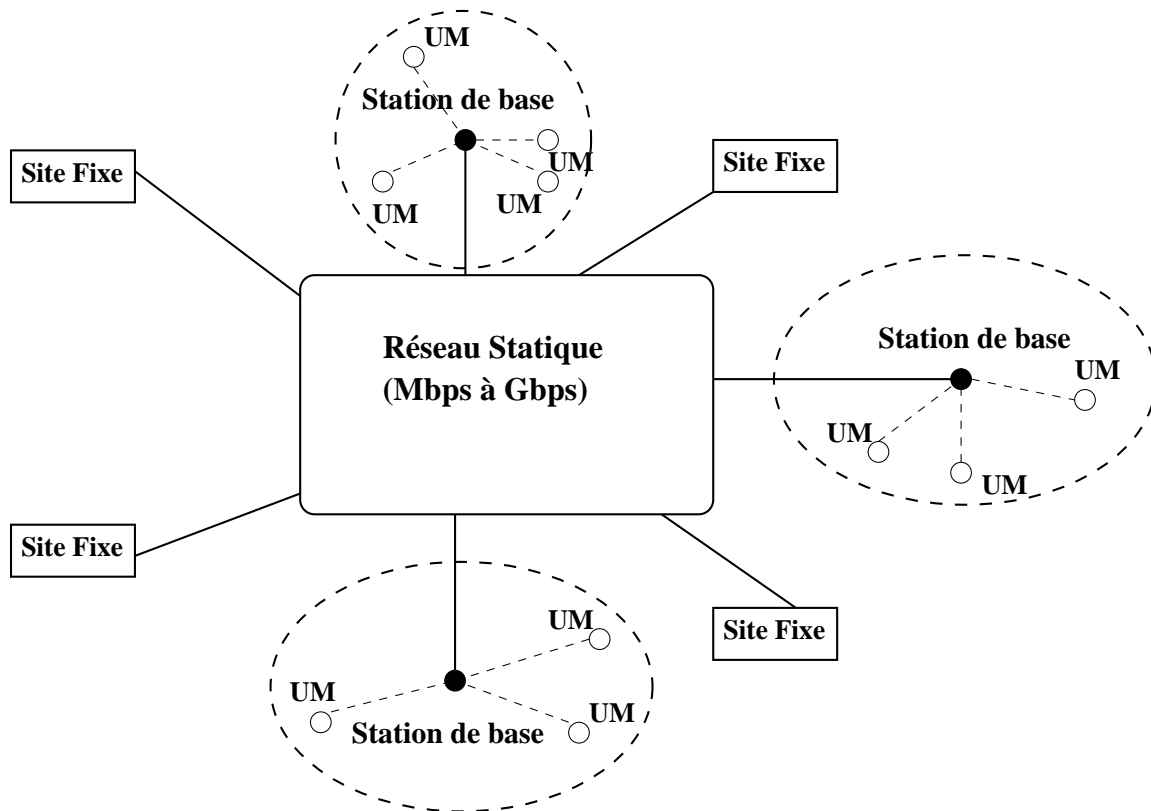 UM
Station de base
UM
UM
UM
Site Fixe
Site Fixe
Réseau Statique
(Mbps à Gbps)
Station de base
UM
UM
UM
Site Fixe
Site Fixe
UM
UM
UM
Station de base